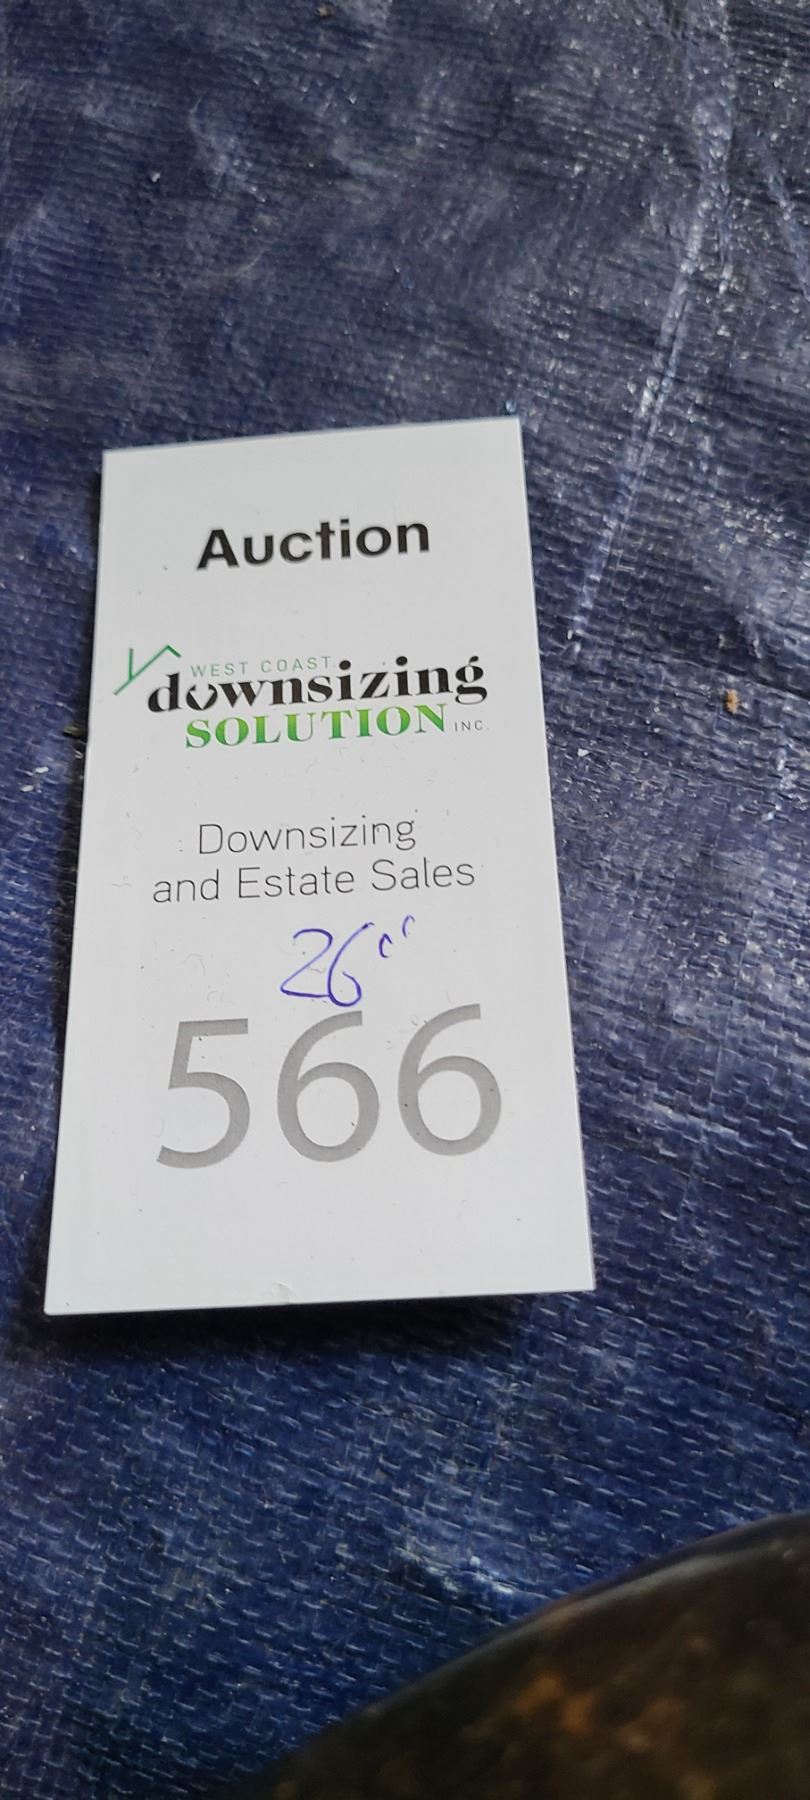 Auction
WEST COAST
downsizing
SOLUTION INC.
Downsizing
and Estate Sales
26"
566